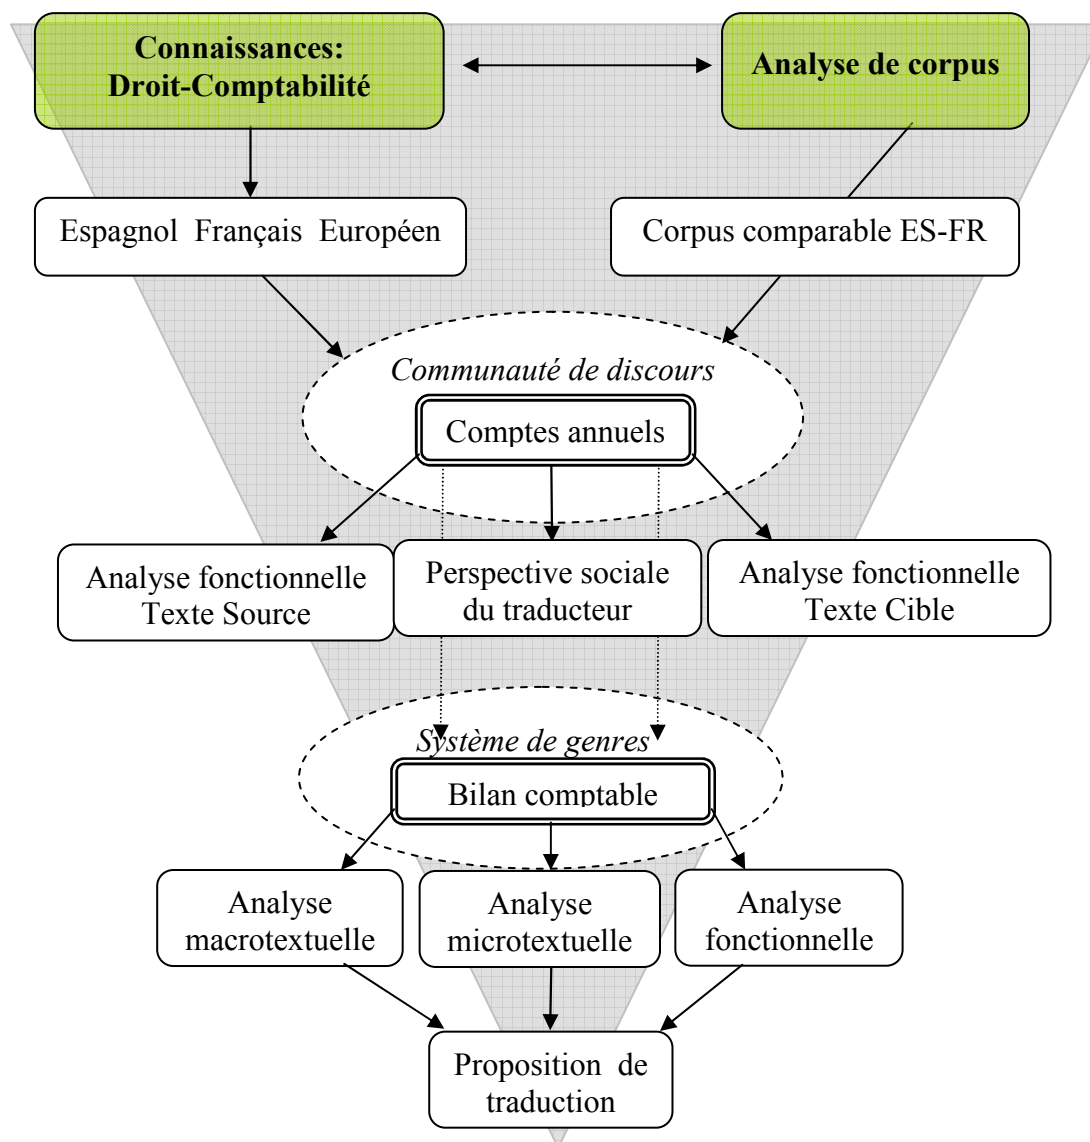 Connaissances:
Droit-Comptabilité
Analyse de corpus
Espagnol Français Européen
Corpus comparable ES-FR
Communauté de discours
Comptes annuels
Analyse fonctionnelle
Texte Source
Perspective sociale
du traducteur
Analyse fonctionnelle
Texte Cible
Système de genres
Bilan comptable
Analyse
macrotextuelle
Analyse
microtextuelle
Analyse
fonctionnelle
Proposition de
traduction